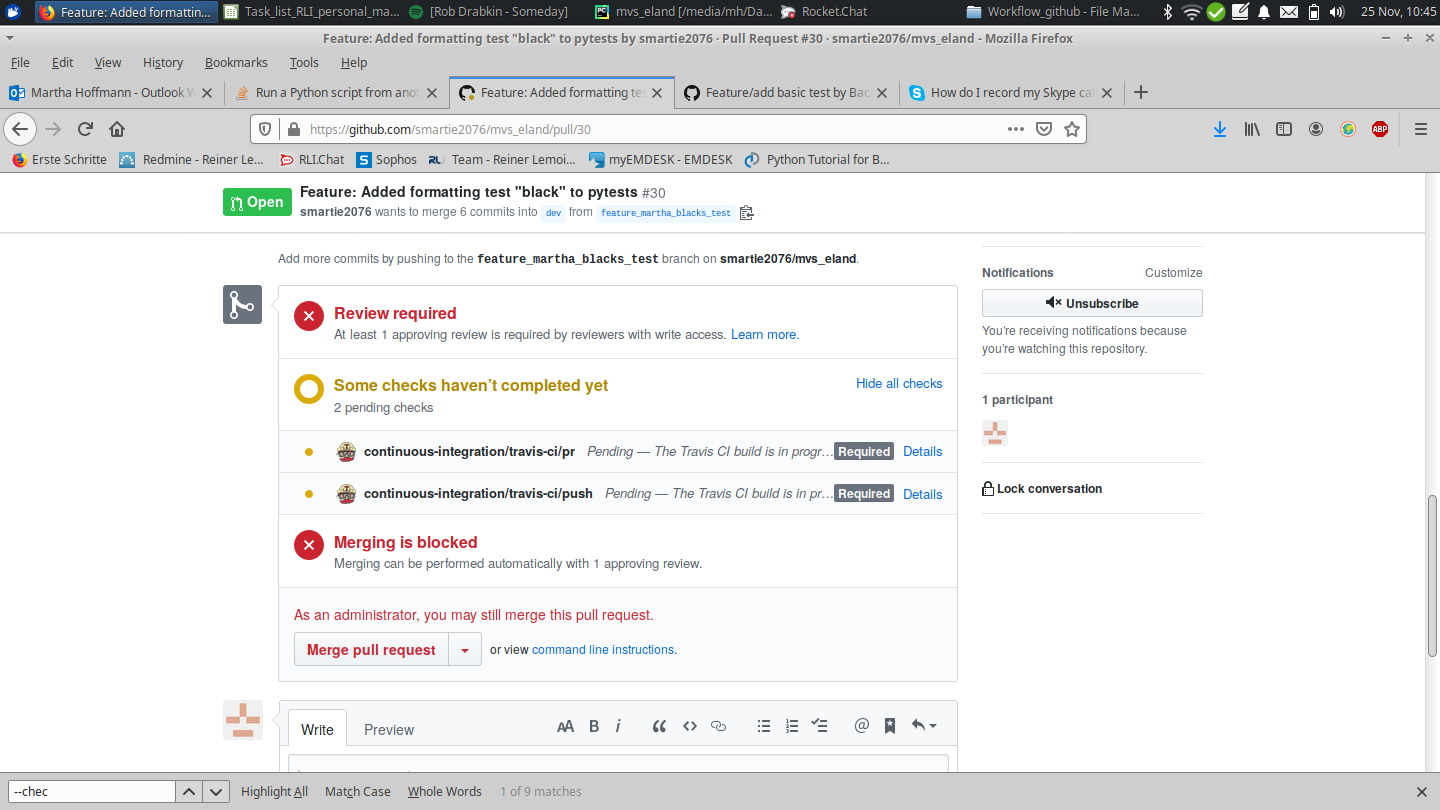 Feature: Added formattin...
Task_list_RLI_personal_ma...
[Rob Drabkin - Someday]
mvs_eland [/media/mh/Da...
Rocket.Chat
Workflow_github - File Ma...
25 Nov, 10:45
Feature: Added formatting test "black" to pytests by smartie2076 · Pull Request #30 · smartie2076/mvs_eland - Mozilla Firefox
File Edit View History Bookmarks Tools Help
Martha Hoffmann - Outlook W
Run a Python script from anot
Feature: Added formatting tes
Feature/add basic test by Bac
How do I record my Skype cal
https://github.com/smartie2076/mvs_eland/pull/30
ABP
Erste Schritte
Redmine - Reiner Le...
RLI.Chat
Sophos
Team - Reiner Lemoi...
myEMDESK - EMDESK
Python Tutorial for B...
Open
Feature: Added formatting test "black" to pytests #30
smartie2076 wants to merge 6 commits into dev from feature_martha_blacks_test
Add more commits by pushing to the feature_martha_blacks_test branch on smartie2076/mvs_eland.
Review required
At least 1 approving review is required by reviewers with write access. Learn more.
Some checks haven't completed yet
2 pending checks
Hide all checks
continuous-integration/travis-ci/pr Pending — The Travis CI build is in progr... Required Details
continuous-integration/travis-ci/push Pending — The Travis CI build is in pr... Required Details
Merging is blocked
Merging can be performed automatically with 1 approving review.
As an administrator, you may still merge this pull request.
Merge pull request
or view command line instructions.
Notifications Customize
Unsubscribe
You're receiving notifications because
you're watching this repository.
1 participant
Lock conversation
Write Preview
AA B i
--chec
Highlight All Match Case Whole Words 1 of 9 matches